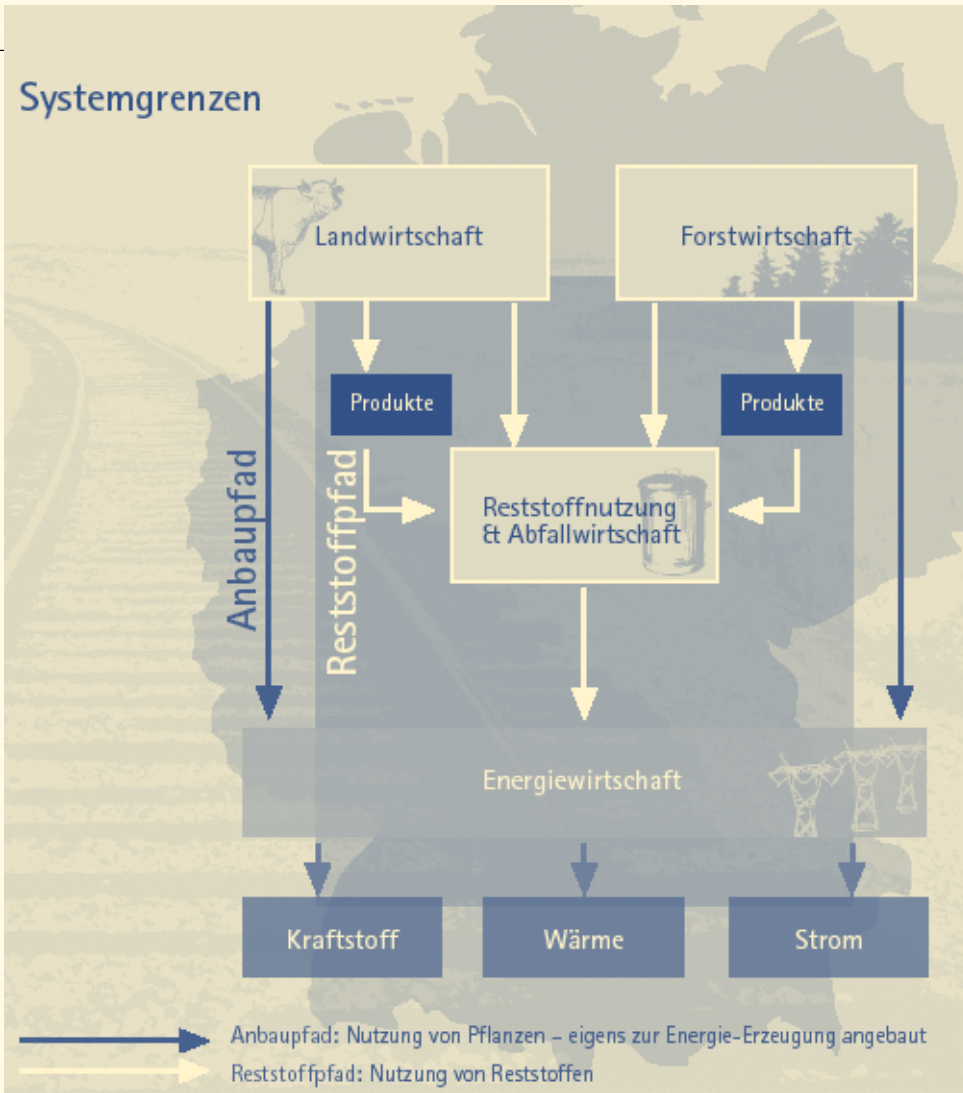 Systemgrenzen
Landwirtschaft
Forstwirtschaft
Produkte
Produkte
Anbaupfad
Reststoffpfad
Reststoffnutzung
& Abfallwirtschaft
Energiewirtschaft
Kraftstoff
Wärme
Strom
Anbaupfad: Nutzung von Pflanzen – eigens zur Energie-Erzeugung angebaut
Reststoffpfad: Nutzung von Reststoffen